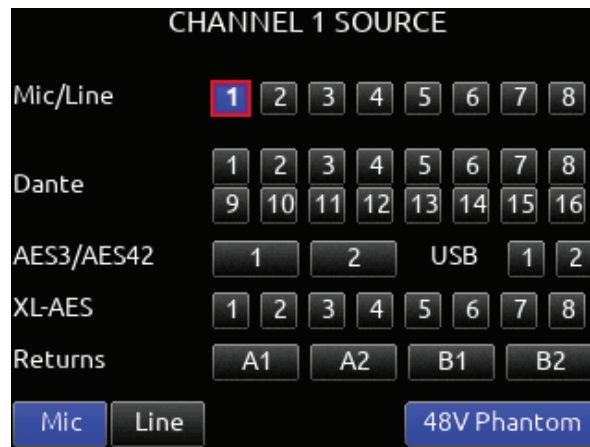 CHANNEL 1 SOURCE
Mic/Line 1 2 3 4 5 6 7 8
Dante 1 2 3 4 5 6 7 8
9 10 11 12 13 14 15 16
AES3/AES42 1 2 USB 1 2
XL-AES 1 2 3 4 5 6 7 8
Returns A1 A2 B1 B2
Mic Line 48V Phantom